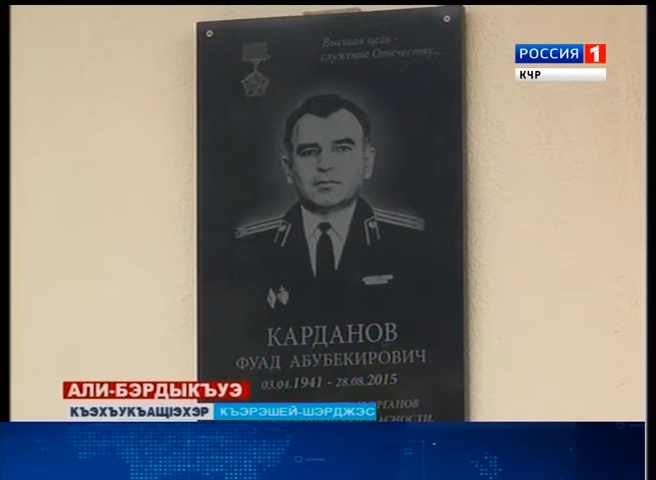 Высшая цель -
служение Отечеству...
РОССИЯ 1
КЧР
КАРДАНОВ
ФУАД АБУБЕКИРОВИЧ
03.04.1941 - 28.08.2015
ОРГАНОВ
АЛИ-БЭРДЫКЪУЭ
КЪЭХЪУКЪАЩIЭХЭР КЪЭРЭШЕЙ-ШЭРДЖЭС